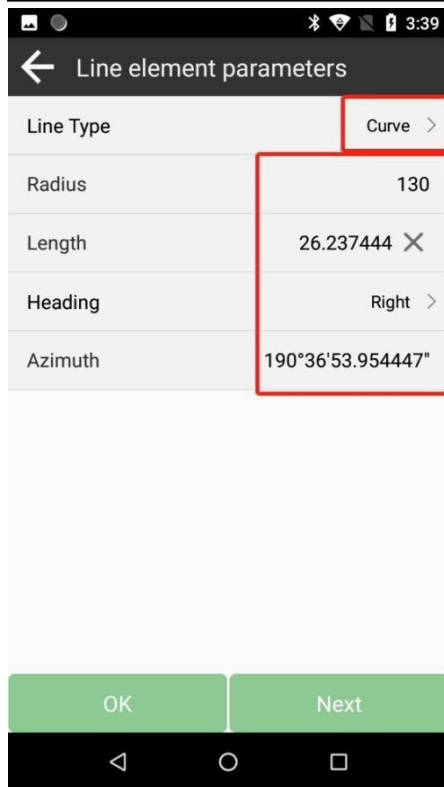 3:39
Line element parameters
Line Type Curve
Radius 130
Length 26.237444
Heading Right
Azimuth 190°36'53.954447"
OK Next